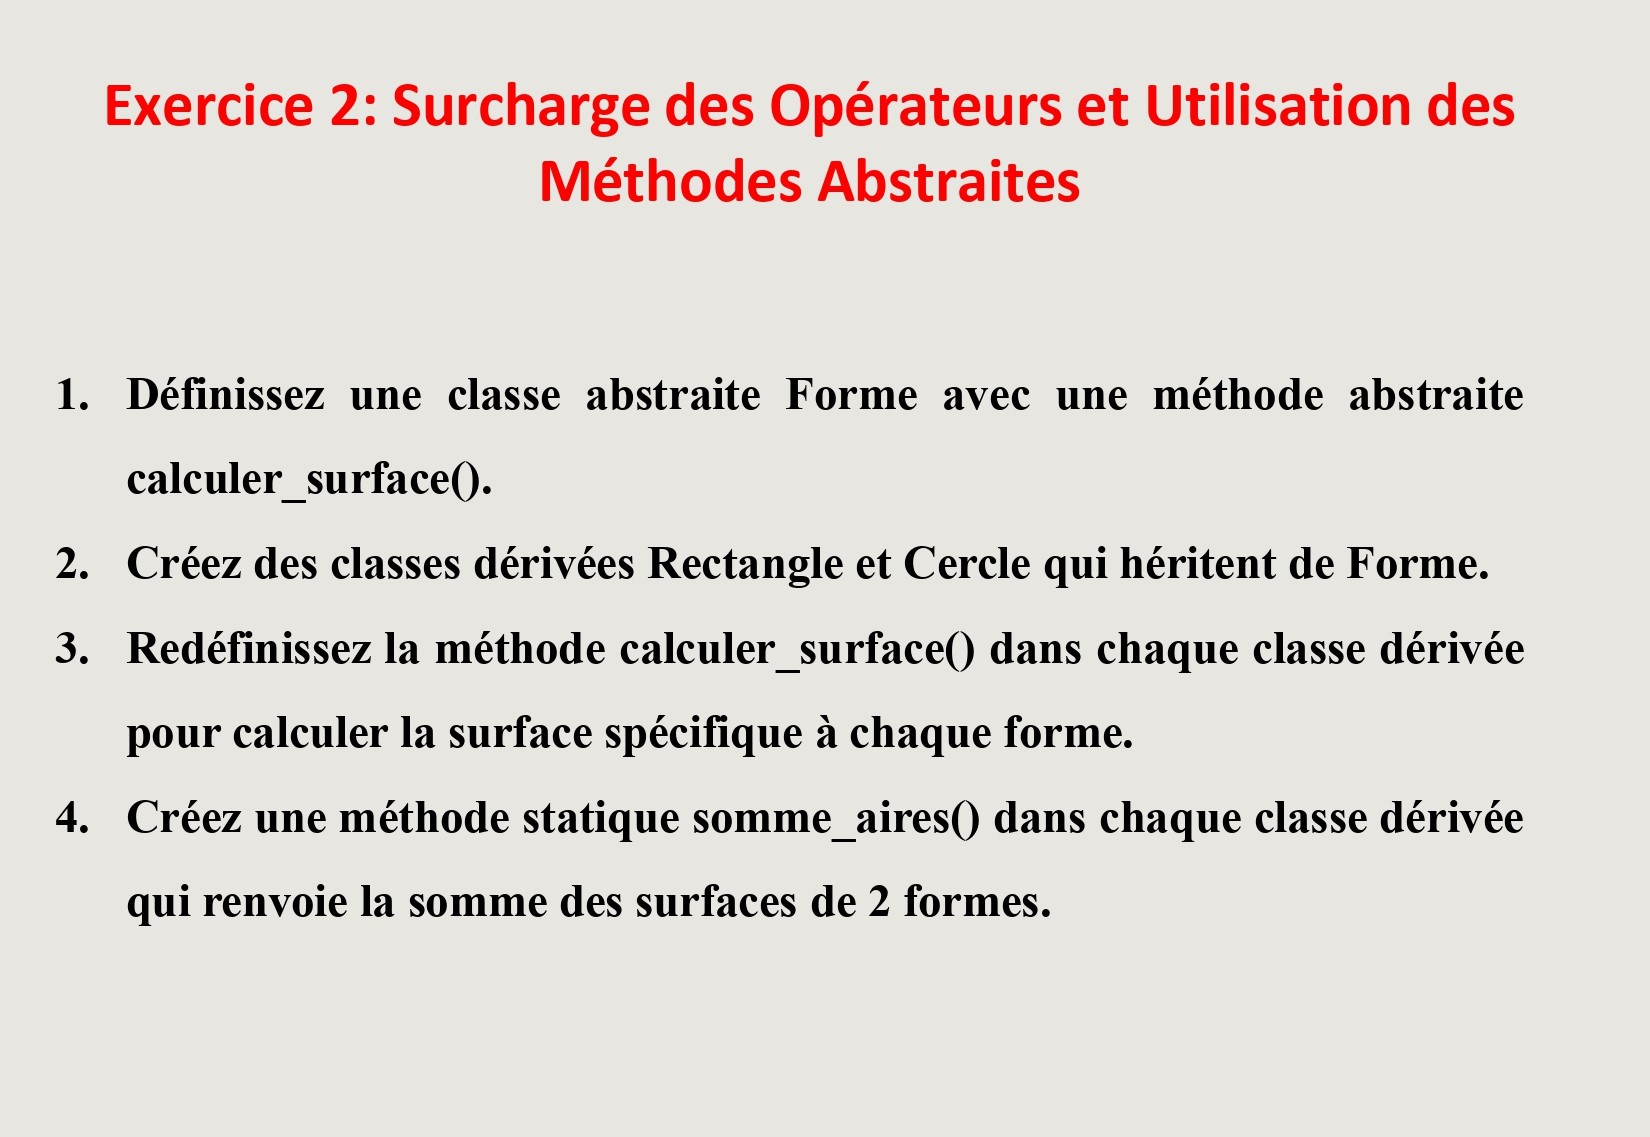 Exercice 2: Surcharge des Opérateurs et Utilisation des
Méthodes Abstraites
1. Définissez une classe abstraite Forme avec une méthode abstraite
calculer_surface().
2. Créez des classes dérivées Rectangle et Cercle qui héritent de Forme.
3. Redéfinissez la méthode calculer_surface() dans chaque classe dérivée
pour calculer la surface spécifique à chaque forme.
4. Créez une méthode statique somme_aires() dans chaque classe dérivée
qui renvoie la somme des surfaces de 2 formes.